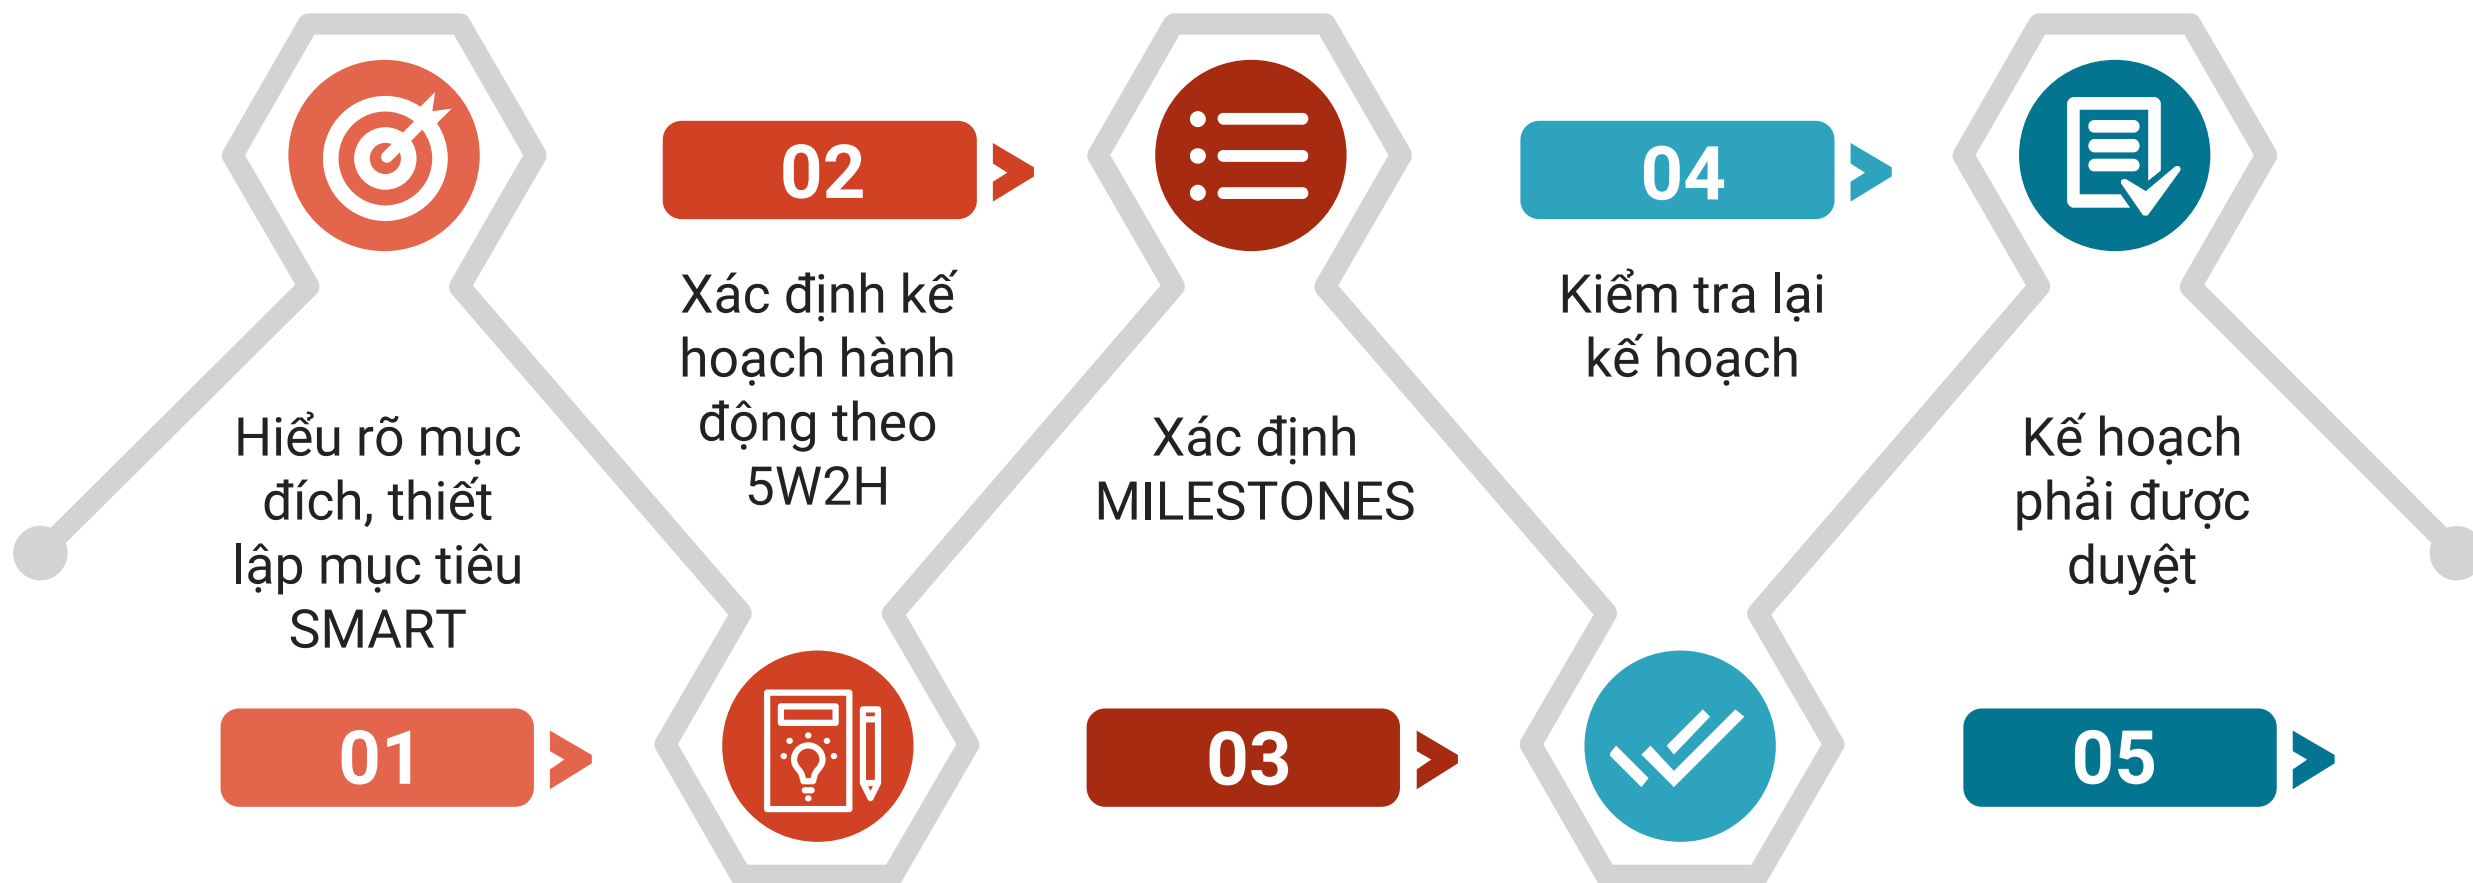 Hiểu rõ mục
đích, thiết
lập mục tiêu
SMART
01
02
Xác định kế
hoạch hành
động theo
5W2H
Xác định
MILESTONES
03
04
Kiểm tra lại
kế hoạch
Kế hoạch
phải được
duyệt
05